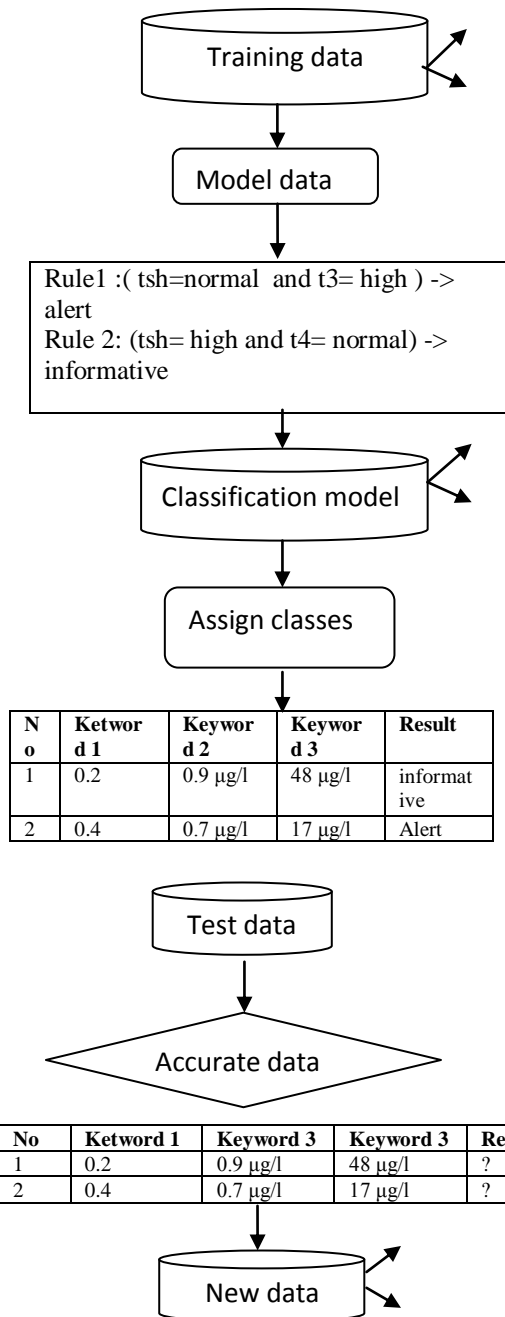 Training data
Model data
Rule1 :( tsh=normal and t3= high ) ->
alert
Rule 2: (tsh= high and t4= normal) ->
informative
Classification model
Assign classes
N Ketwor Keywor Keywor Result
o d 1 d 2 d 3
1 0.2 0.9 μg/l 48 μg/l informat
ive
2 0.4 0.7 μg/l 17 μg/l Alert
Test data
Accurate data
No Ketword 1 Keyword 3 Keyword 3 Re
1 0.2 0.9 μg/l 48 μg/l ?
2 0.4 0.7 μg/l 17 μg/l ?
New data